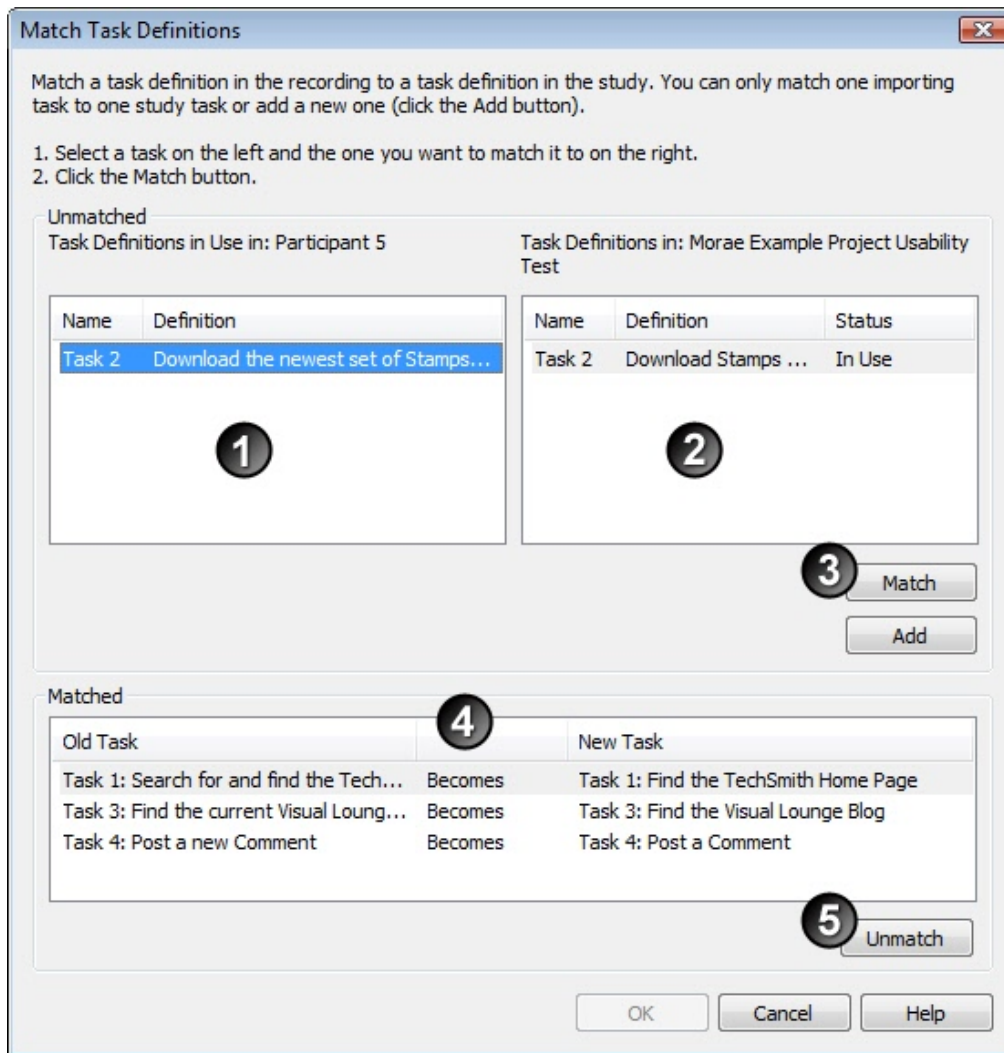 Match Task Definitions
Match a task definition in the recording to a task definition in the study. You can only match one importing
task to one study task or add a new one (click the Add button).
1. Select a task on the left and the one you want to match it to on the right.
2. Click the Match button.
Unmatched
Task Definitions in Use in: Participant 5
Task Definitions in: Morae Example Project Usability
Test
Name Definition
Task 2 Download the newest set of Stamps...
1
Name Definition Status
Task 2 Download Stamps ... In Use
2
3
Match
Add
Matched
4
Old Task New Task
Task 1: Search for and find the Tech... Becomes Task 1: Find the TechSmith Home Page
Task 3: Find the current Visual Loung... Becomes Task 3: Find the Visual Lounge Blog
Task 4: Post a new Comment Becomes Task 4: Post a Comment
5
Unmatch
OK Cancel Help